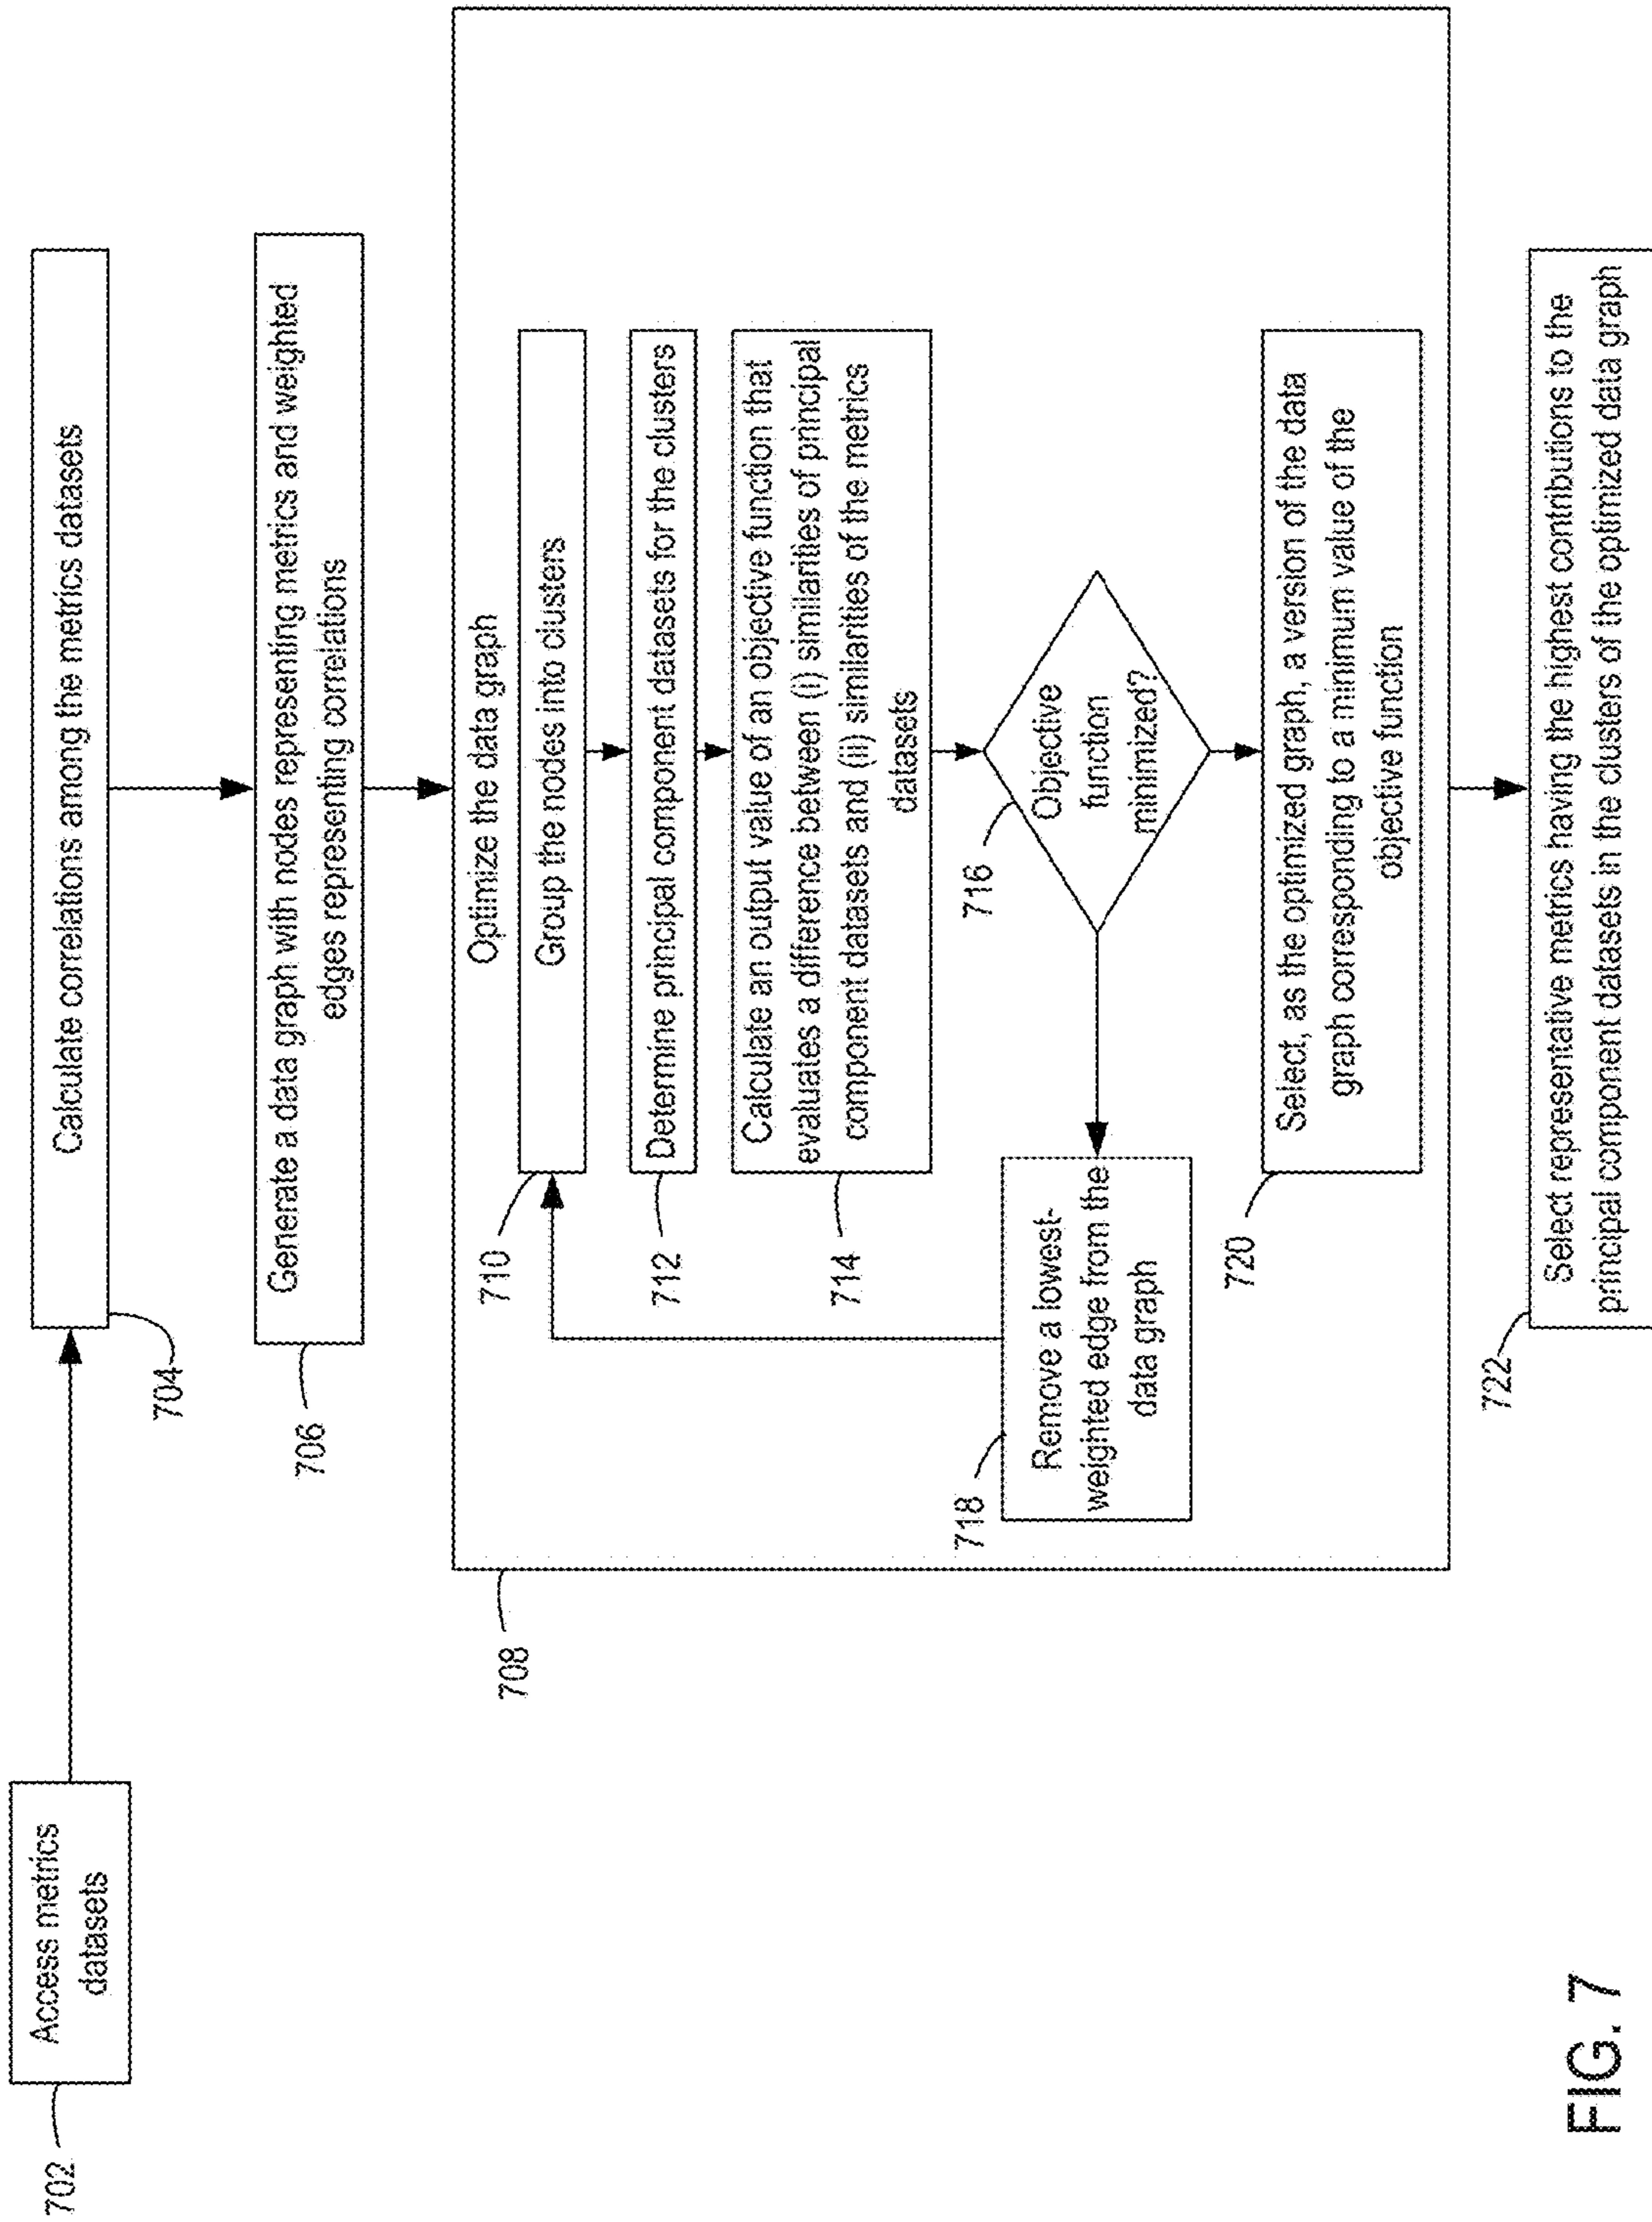 702
Access metrics
datasets
Calculate correlations among the metrics datasets
704
Generate a data graph with nodes representing metrics and weighted
edges representing correlations
706
708
Optimize the data graph
710
Group the nodes into clusters
712
Determine principal component datasets for the clusters
714
Calculate an output value of an objective function that
evaluates a difference between (i) similarities of principal
component datasets and (ii) similarities of the metrics
datasets
716
Objective
function
minimized?
718
Remove a lowest-
weighted edge from the
data graph
720
Select, as the optimized graph, a version of the data
graph corresponding to a minimum value of the
objective function
722
Select representative metrics having the highest contributions to the
principal component datasets in the clusters of the optimized data graph
FIG. 7